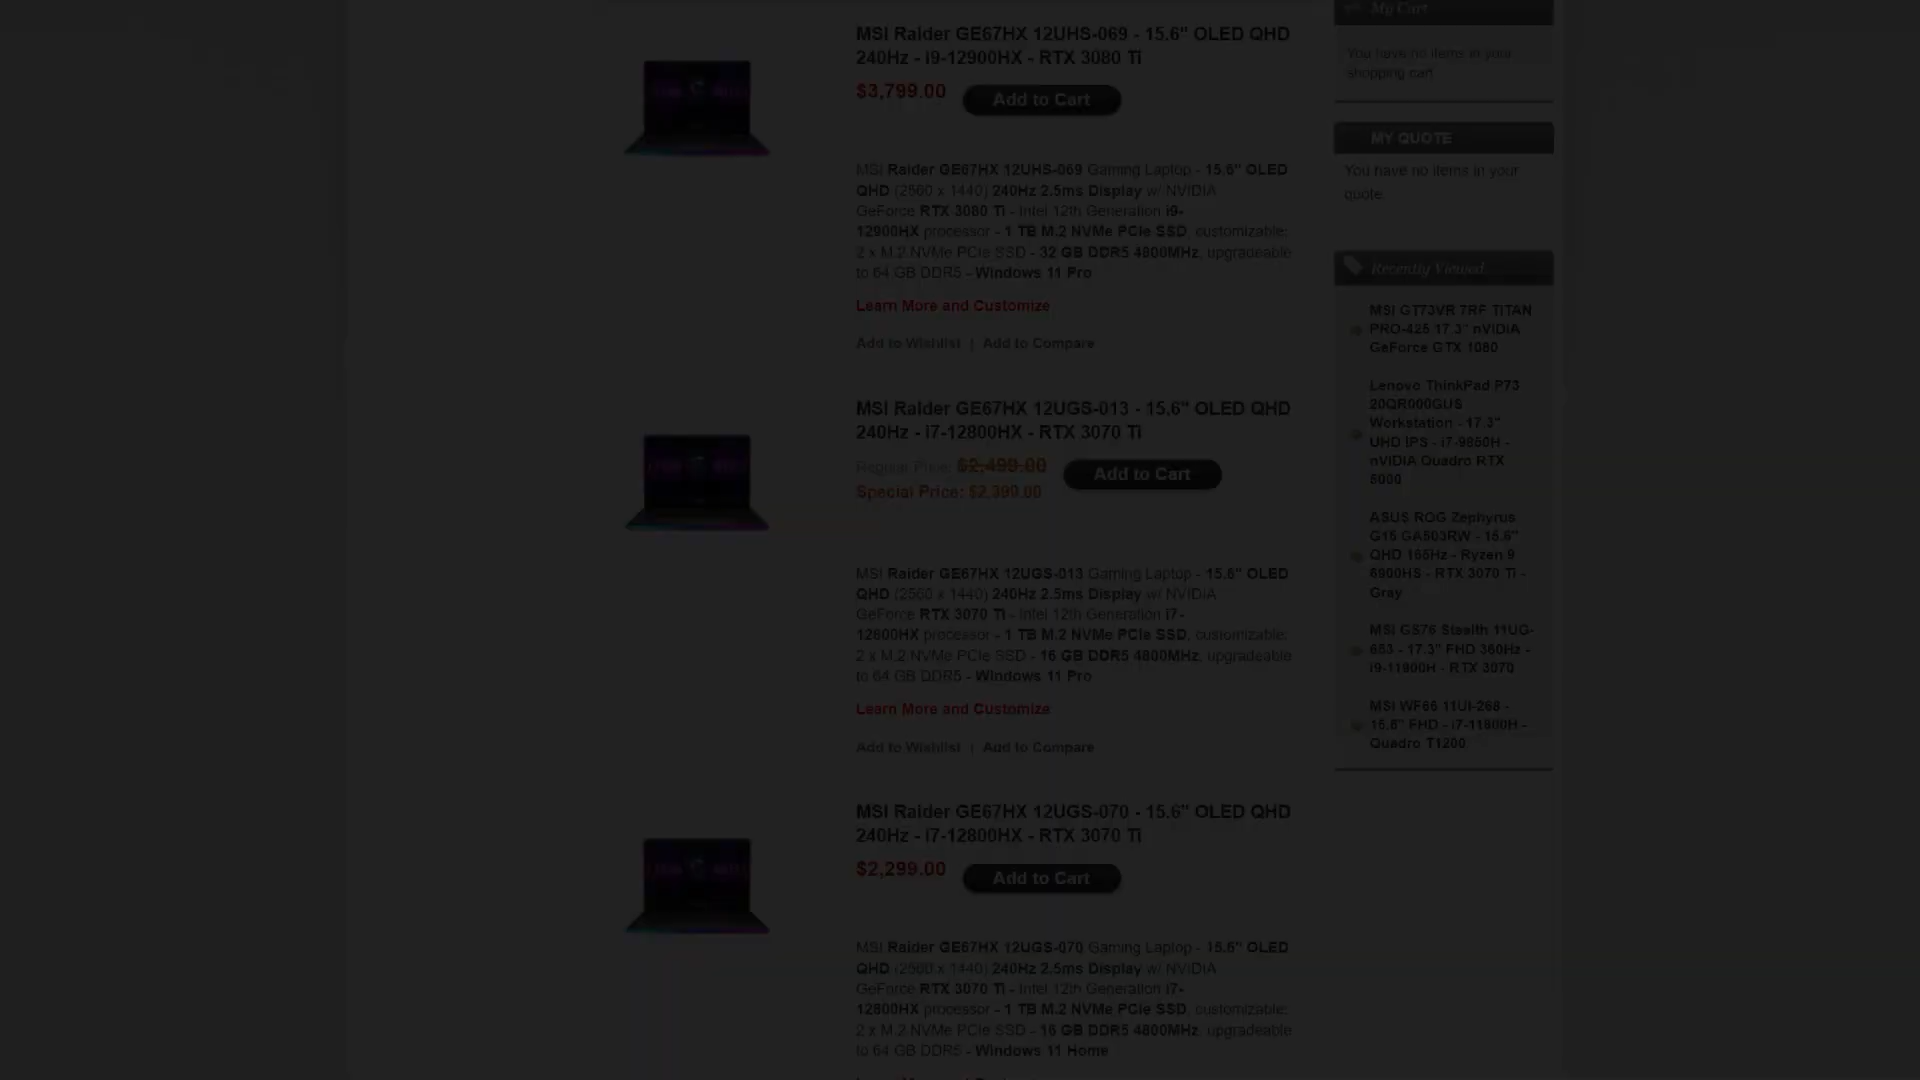 MSI Raider GE67HX 12UHS-069 - 15.6" OLED QHD
240Hz - i9-12900HX - RTX 3080 Ti
$3,799.00
Add to Cart
MSI Raider GE67HX 12UHS-069 Gaming Laptop - 15.6" OLED
QHD (2560 x 1440) 240Hz 2.5ms Display w/ NVIDIA
GeForce RTX 3080 Ti - Intel 12th Generation i9-
12900HX processor - 1 TB M.2 NVMe PCIe SSD, customizable:
2 x M.2 NVMe PCIe SSD - 32 GB DDR5 4800MHz, upgradeable
to 64 GB DDR5 - Windows 11 Pro
Learn More and Customize
Add to Wishlist | Add to Compare
MSI Raider GE67HX 12UGS-013 - 15.6" OLED QHD
240Hz - i7-12800HX - RTX 3070 Ti
Regular Price: $2,499.00
Special Price: $2,399.00
Add to Cart
MSI Raider GE67HX 12UGS-013 Gaming Laptop - 15.6" OLED
QHD (2560 x 1440) 240Hz 2.5ms Display w/ NVIDIA
GeForce RTX 3070 Ti - Intel 12th Generation i7-
12800HX processor - 1 TB M.2 NVMe PCIe SSD, customizable:
2 x M.2 NVMe PCIe SSD - 16 GB DDR5 4800MHz, upgradeable
to 64 GB DDR5 - Windows 11 Pro
Learn More and Customize
Add to Wishlist | Add to Compare
MSI Raider GE67HX 12UGS-070 - 15.6" OLED QHD
240Hz - i7-12800HX - RTX 3070 Ti
$2,299.00
Add to Cart
MSI Raider GE67HX 12UGS-070 Gaming Laptop - 15.6" OLED
QHD (2560 x 1440) 240Hz 2.5ms Display w/ NVIDIA
GeForce RTX 3070 Ti - Intel 12th Generation i7-
12800HX processor - 1 TB M.2 NVMe PCIe SSD, customizable:
2 x M.2 NVMe PCIe SSD - 16 GB DDR5 4800MHz, upgradeable
to 64 GB DDR5 - Windows 11 Home
My Cart
You have no items in your
shopping cart.
MY QUOTE
You have no items in your
quote.
Recently Viewed
MSI GT73VR 7RF TITAN
PRO-425 17.3" nVIDIA
GeForce GTX 1080
Lenovo ThinkPad P73
20QR000GUS
Workstation - 17.3"
UHD IPS - i7-9850H -
nVIDIA Quadro RTX
5000
ASUS ROG Zephyrus
G15 GA503RW - 15.6"
QHD 165Hz - Ryzen 9
6900HS - RTX 3070 Ti -
Gray
MSI GS76 Stealth 11UG-
653 - 17.3" FHD 360Hz -
i9-11900H - RTX 3070
MSI WF66 11UI-268 -
15.6" FHD - i7-11800H -
Quadro T1200